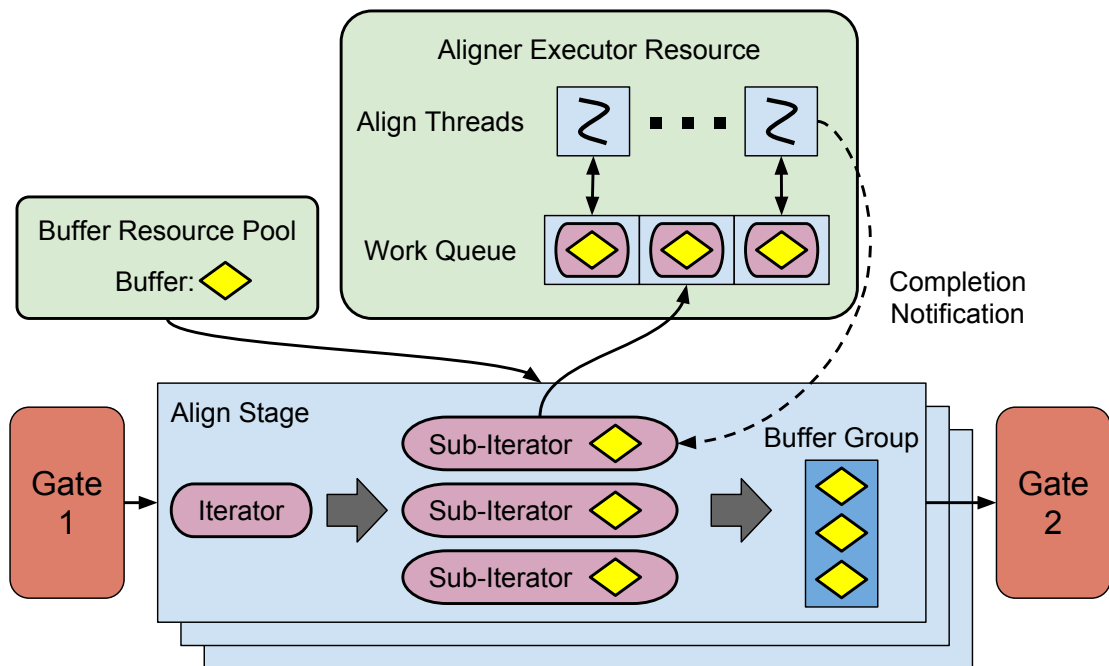 Aligner Executor Resource
Align Threads
Buffer Resource Pool
Buffer:
Work Queue
Completion
Notification
Align Stage
Gate
1
Iterator
Sub-Iterator
Sub-Iterator
Sub-Iterator
Buffer Group
Gate
2